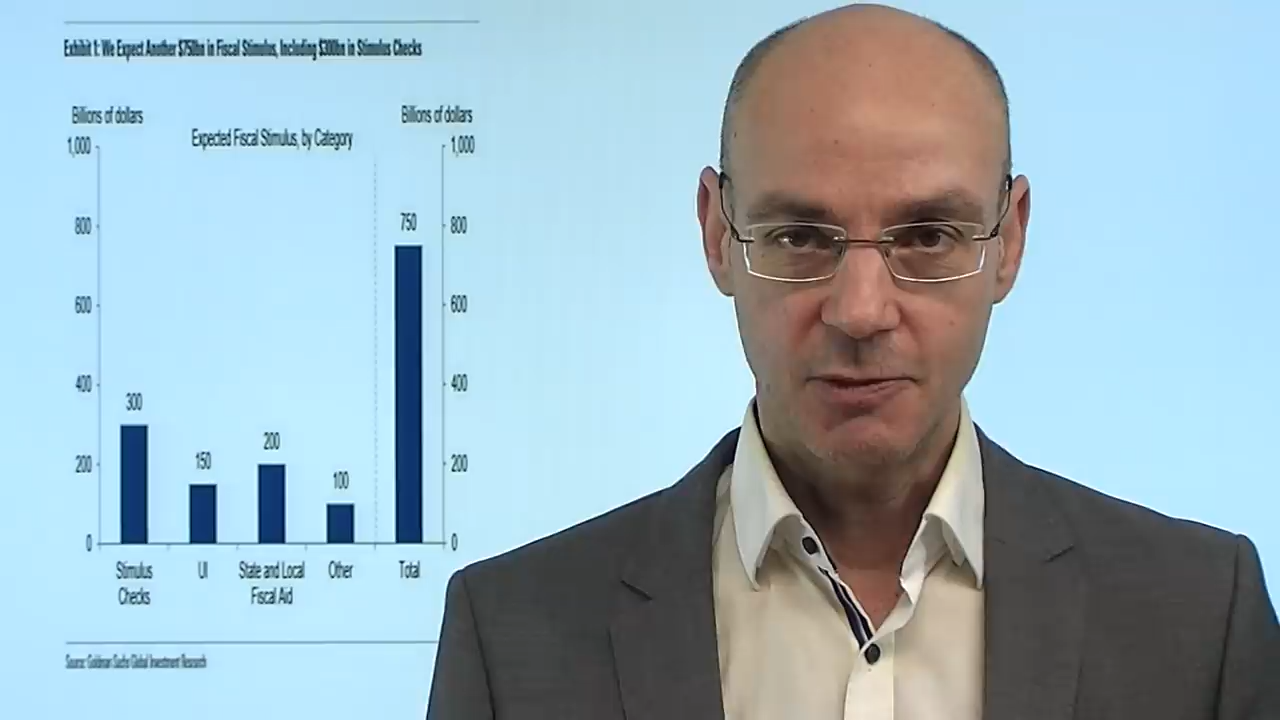 Exhibit 1: We Expect Another $750bn in Fiscal Stimulus, Including $300bn in Stimulus Checks
Billions of dollars
Billions of dollars
Expected Fiscal Stimulus, by Category
1,000
1,000
800
800
600
600
400
400
200
200
0
0
300
150
200
100
750
Stimulus
Checks
UI
State and Local
Fiscal Aid
Other
Total
Source: Goldman Sachs Global Investment Research